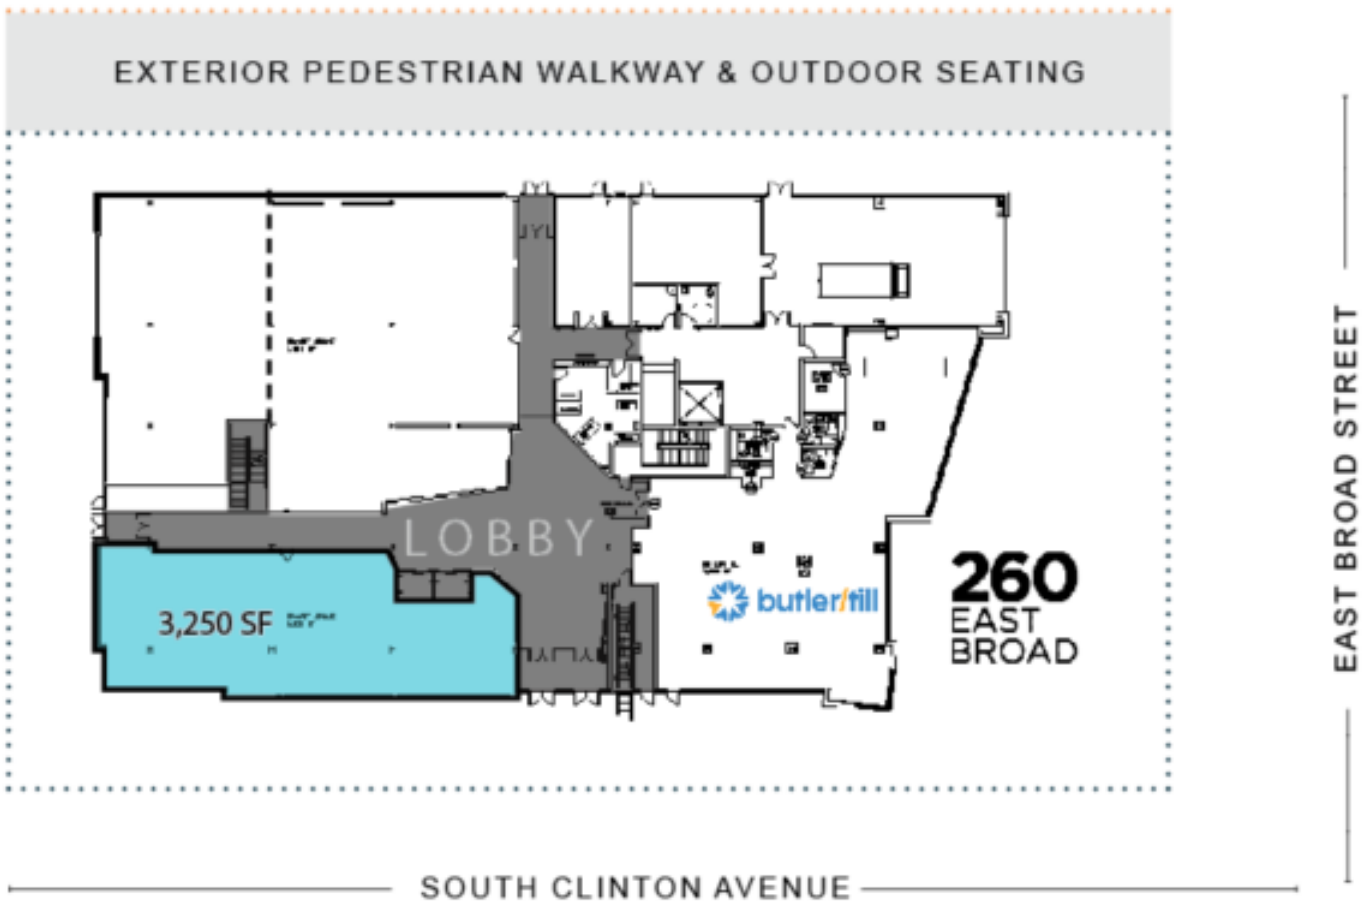 EXTERIOR PEDESTRIAN WALKWAY & OUTDOOR SEATING
LOBBY
3,250 SF
butler/till
260
EAST
BROAD
EAST BROAD STREET
SOUTH CLINTON AVENUE